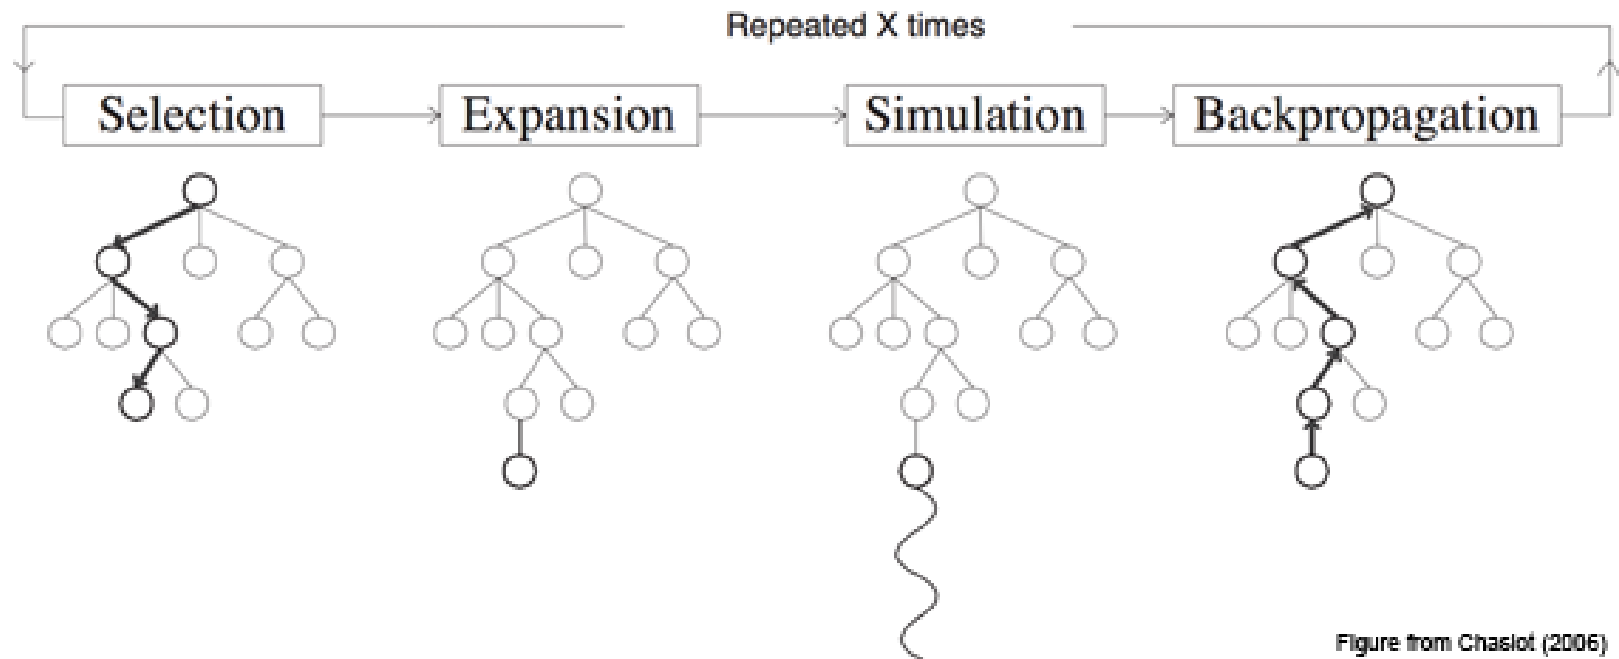 Repeated X times
Selection
Expansion
Simulation
Backpropagation
Figure from Chaslot (2006)